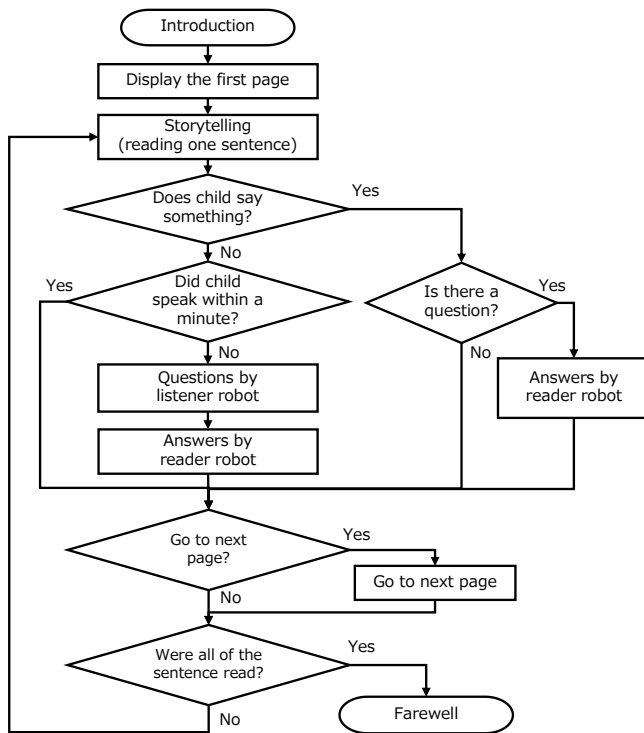 Introduction
Display the first page
Storytelling
(reading one sentence)
Does child say
something?
Yes
No
Did child
speak within a
minute?
Yes
No
Is there a
question?
Yes
No
Questions by
listener robot
Answers by
reader robot
Answers by
reader robot
Go to next
page?
Yes
No
Go to next page
Were all of the
sentence read?
Yes
No
Farewell